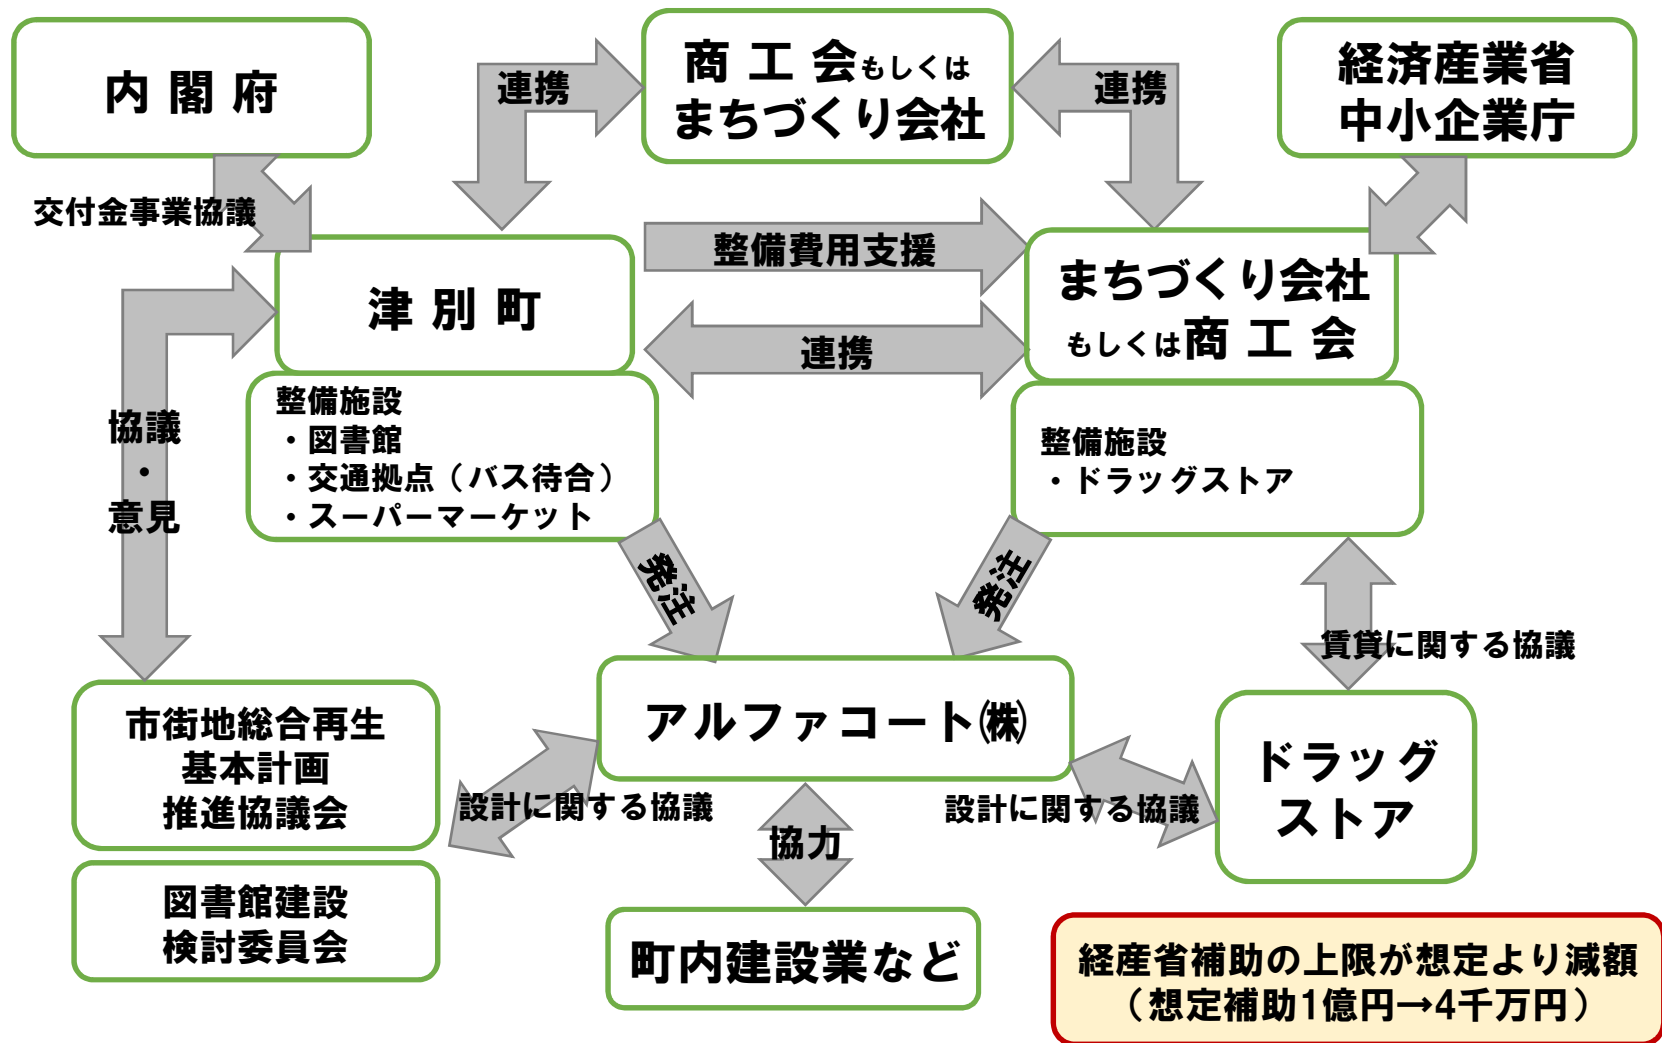 内閣府
商工会もしくは
まちづくり会社
経済産業省
中小企業庁
連携
連携
交付金事業協議
整備費用支援
津別町
まちづくり会社
もしくは商工会
連携
整備施設
・図書館
・交通拠点（バス待合）
・スーパーマーケット
整備施設
・ドラッグストア
協議
・
意見
発注
発注
賃貸に関する協議
市街地総合再生
基本計画
推進協議会
アルファコート㈱
ドラッグ
ストア
設計に関する協議
設計に関する協議
協力
図書館建設
検討委員会
町内建設業など
経産省補助の上限が想定より減額
（想定補助1億円→4千万円）